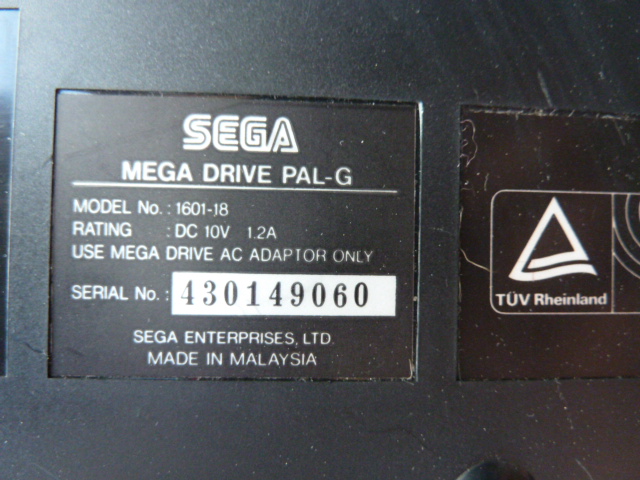 SEGA
MEGA DRIVE PAL-G
MODEL No. : 1601-18
RATING : DC 10V 1.2A
USE MEGA DRIVE AC ADAPTOR ONLY
SERIAL No. : 430149060
SEGA ENTERPRISES, LTD.
MADE IN MALAYSIA
TÜV Rheinland